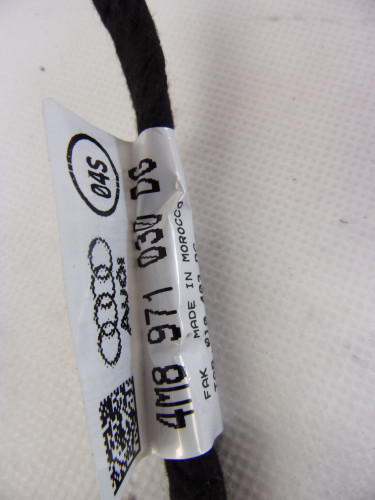 04S
Audi
4M8 971 030 DG
MADE IN MOROCCO
FAK